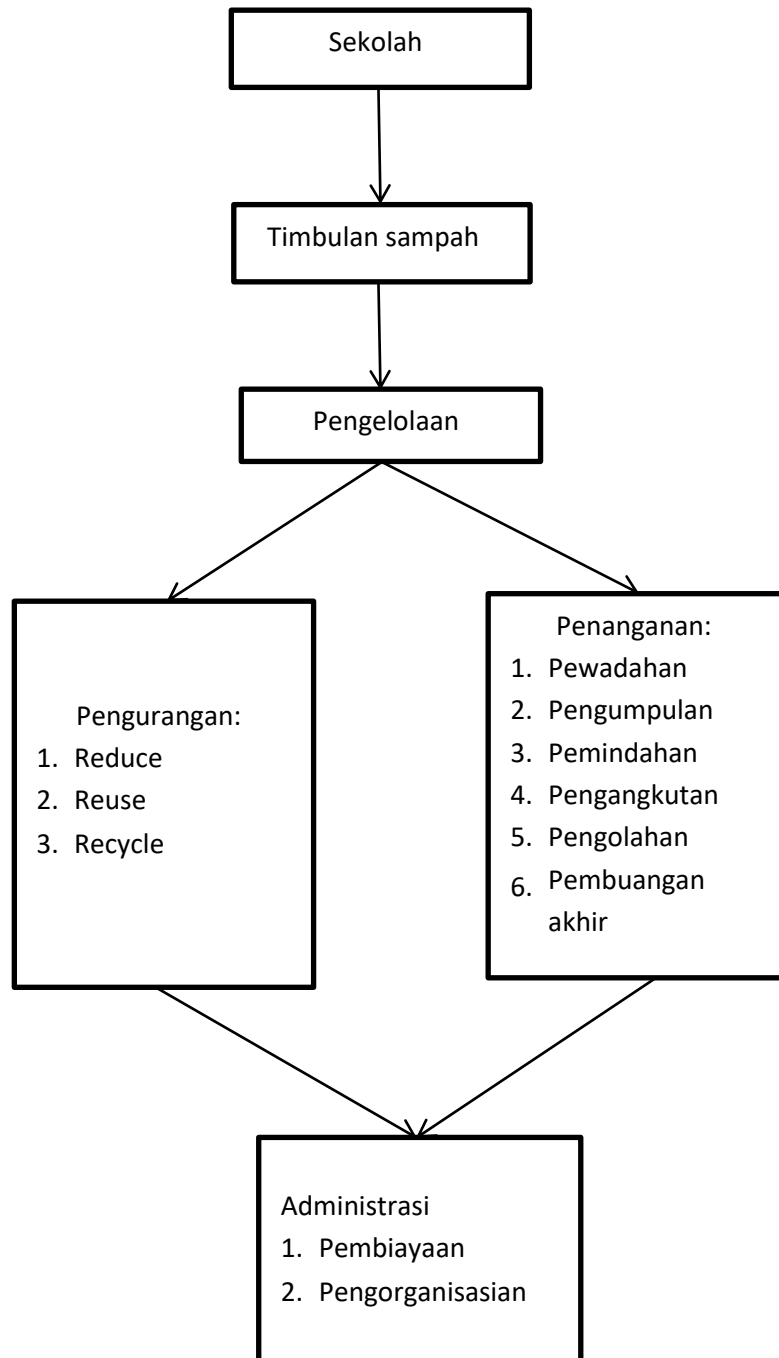 Sekolah
Timbulan sampah
Pengelolaan
Pengurangan:
1. Reduce
2. Reuse
3. Recycle
Penanganan:
1. Pewadahan
2. Pengumpulan
3. Pemindahan
4. Pengangkutan
5. Pengolahan
6. Pembuangan
akhir
Administrasi
1. Pembiayaan
2. Pengorganisasian